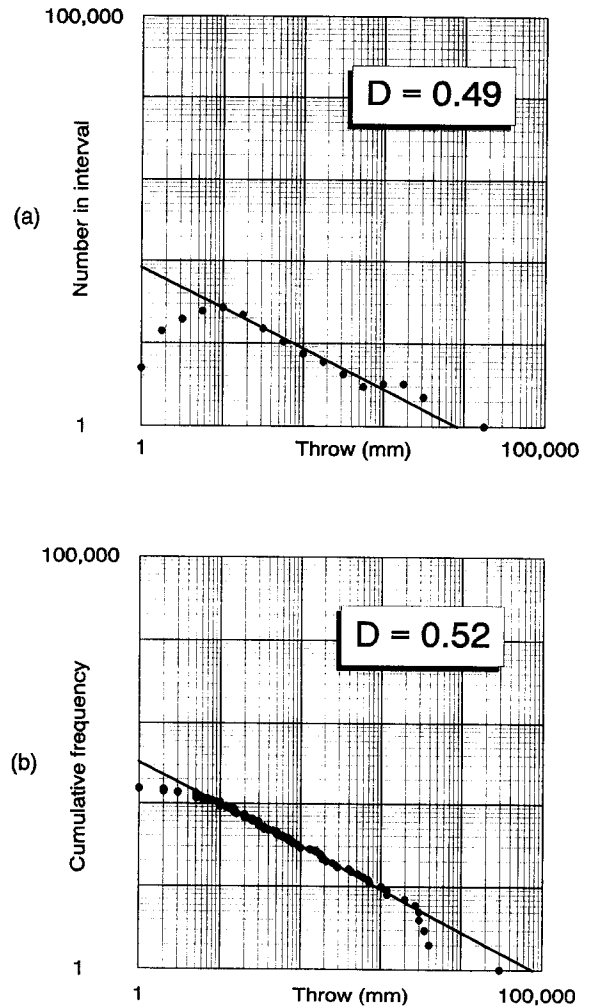 100,000
D = 0.49
Number in interval
(a)
1
1
Throw (mm)
100,000
100,000
D = 0.52
Cumulative frequency
(b)
1
1
Throw (mm)
100,000